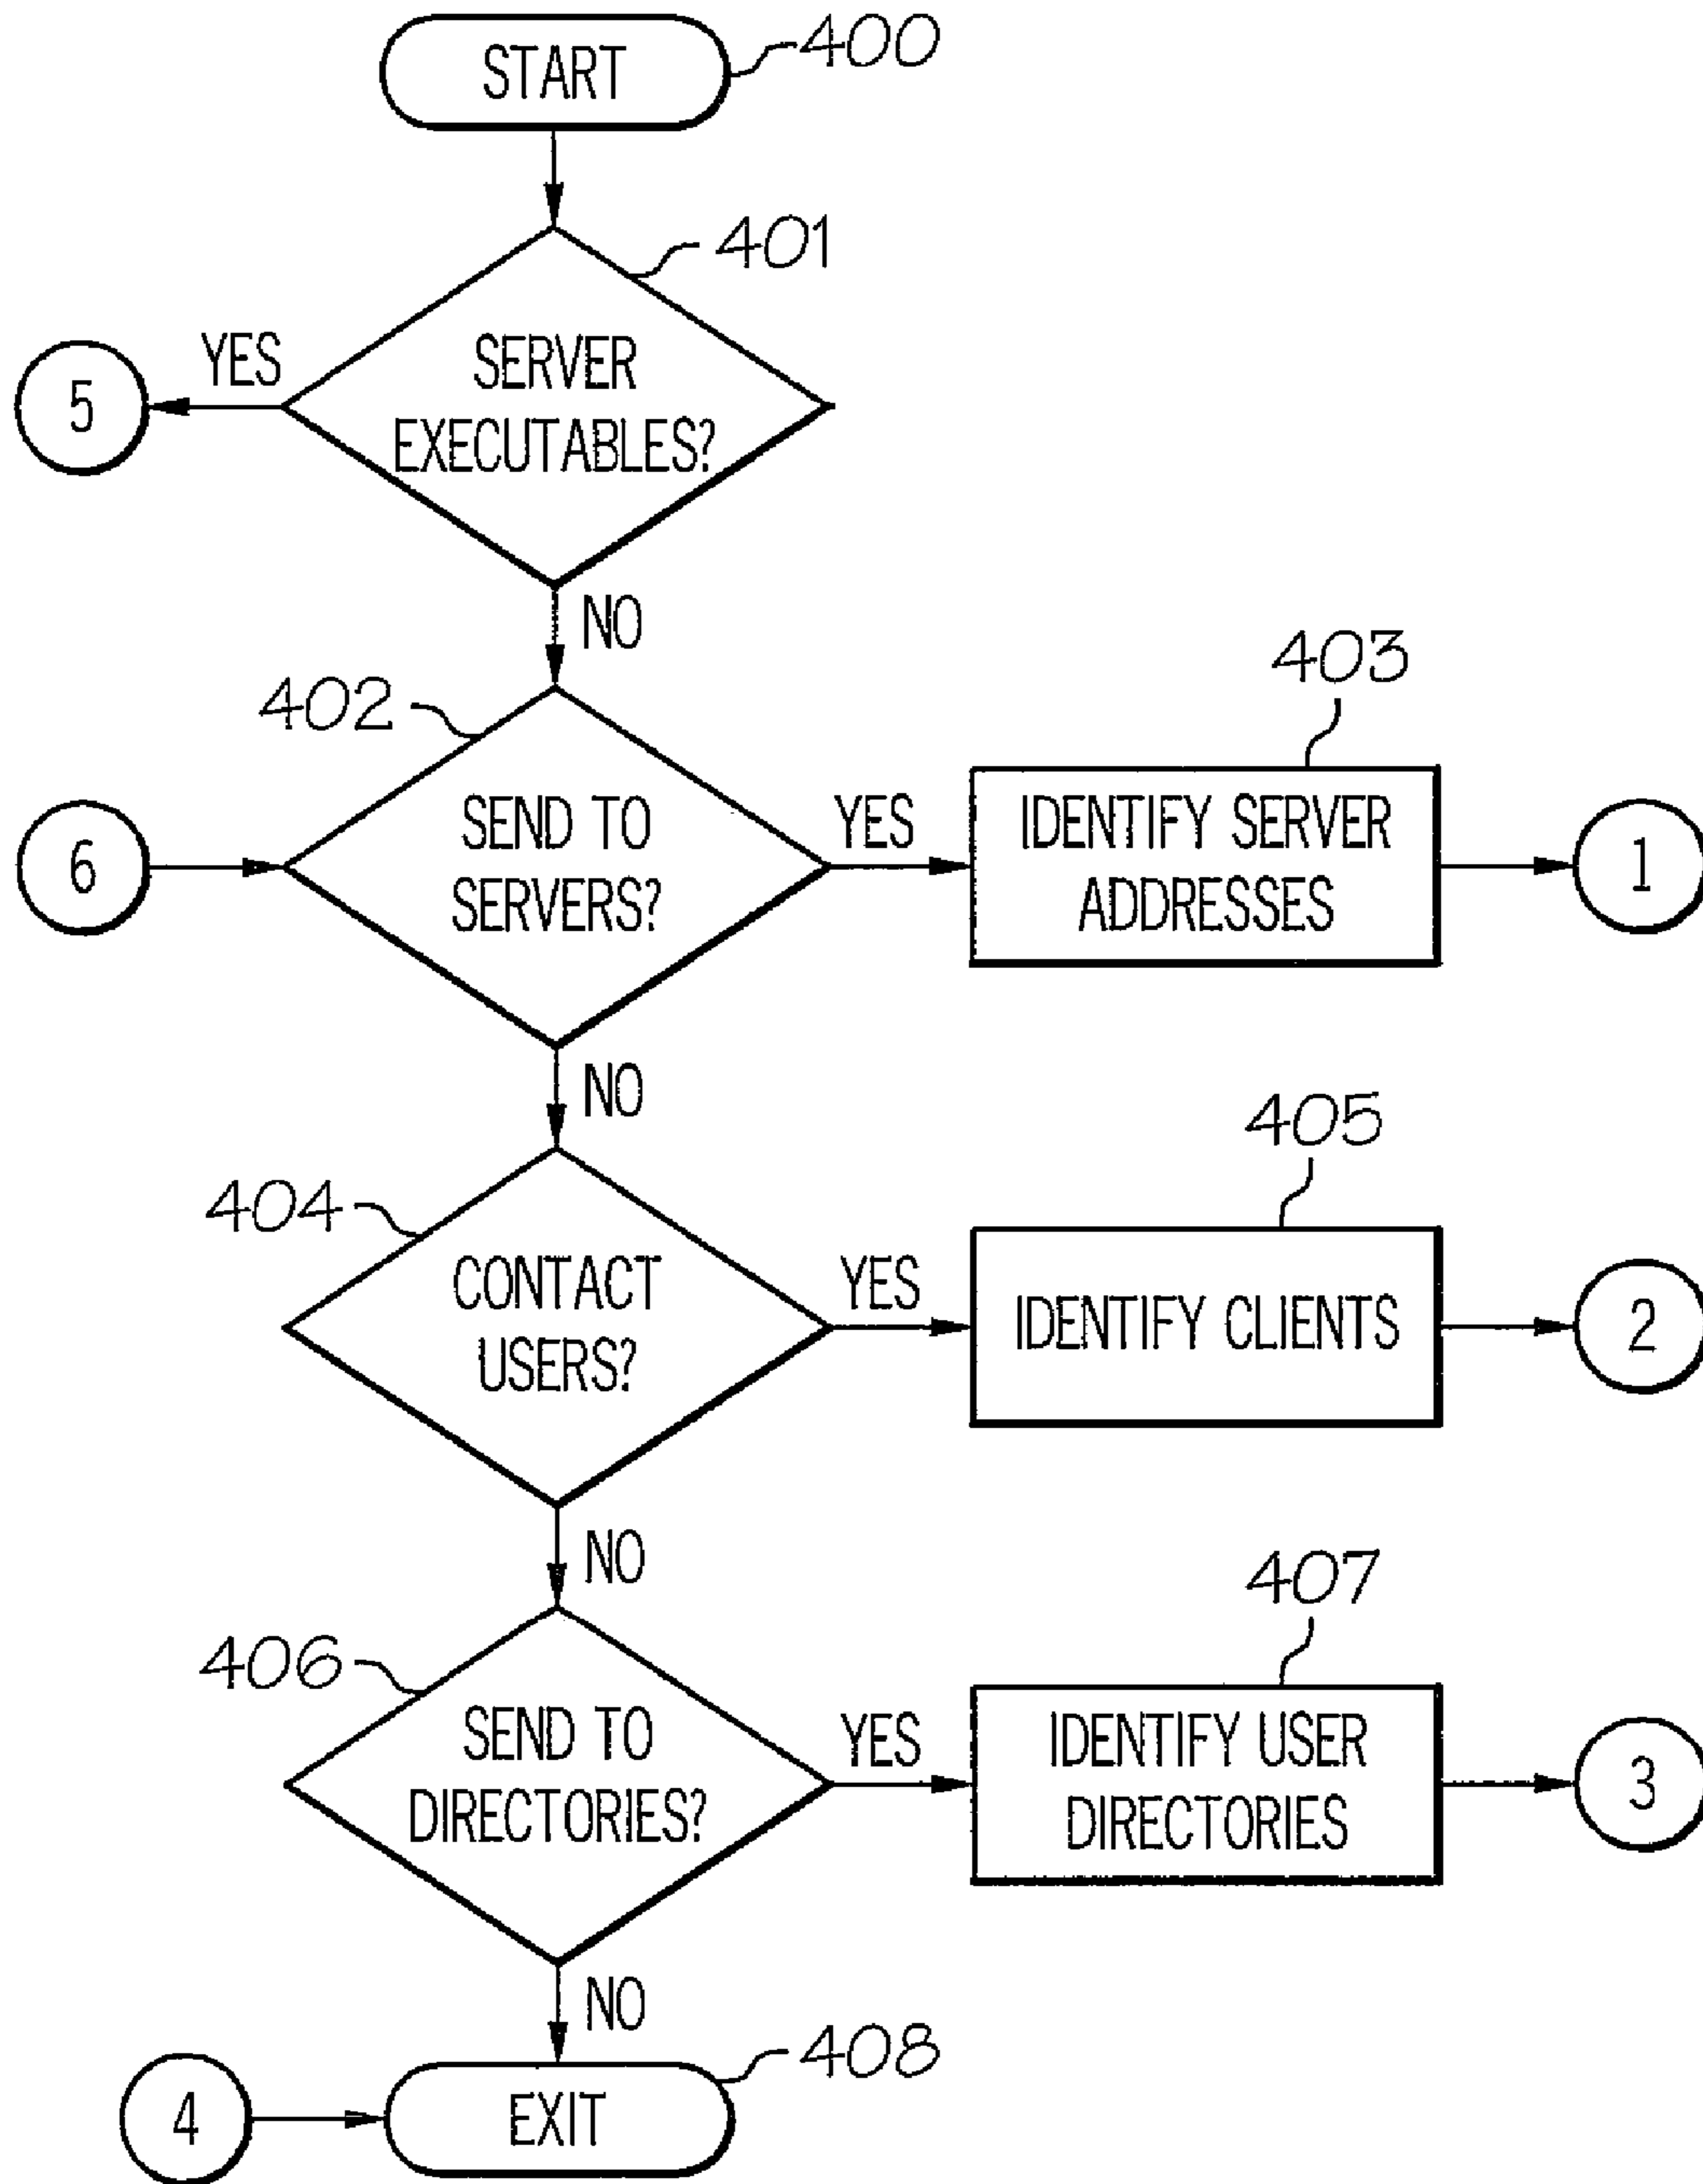 START
400
401
SERVER
EXECUTABLES?
YES
5
NO
402
403
6
SEND TO
SERVERS?
YES
IDENTIFY SERVER
ADDRESSES
1
NO
404
405
CONTACT
USERS?
YES
IDENTIFY CLIENTS
2
NO
406
407
SEND TO
DIRECTORIES?
YES
IDENTIFY USER
DIRECTORIES
3
NO
408
4
EXIT